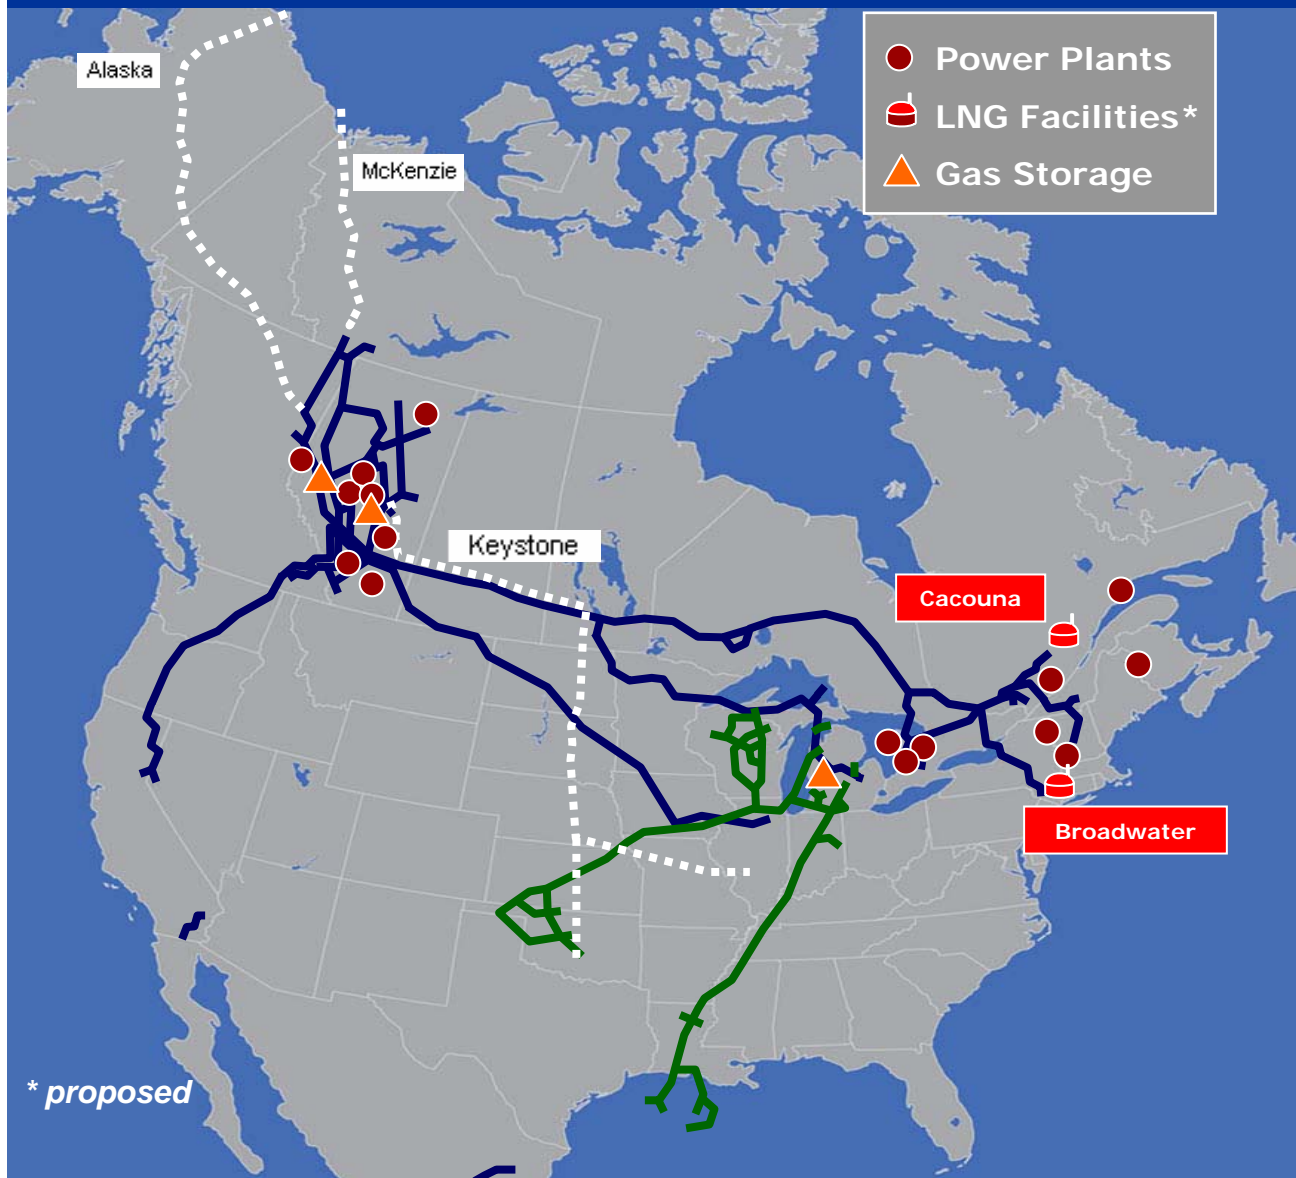 Alaska
McKenzie
Power Plants
LNG Facilities*
Gas Storage
Keystone
Cacouna
Broadwater
* proposed